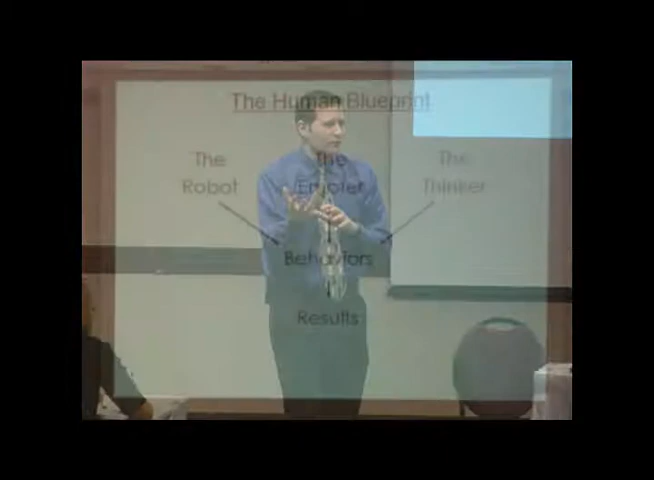 The Human Blueprint
The
Robot
The
Emoter
The
Thinker
Behaviors
Results